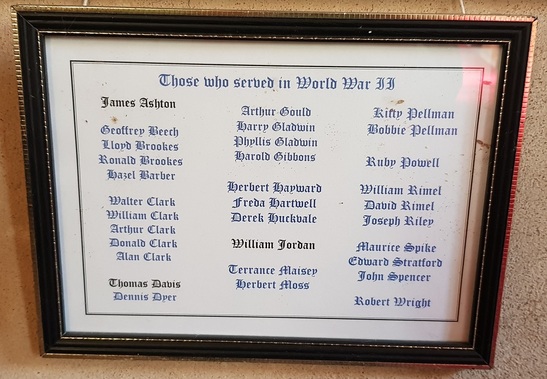 Those who served in World War II
James Ashton
Geoffrey Beech
Lloyd Brookes
Ronald Brookes
Hazel Barber
Walter Clark
William Clark
Arthur Clark
Donald Clark
Alan Clark
Thomas Davis
Dennis Dyer
Arthur Gould
Harry Gladwin
Phyllis Gladwin
Harold Gibbons
Herbert Hayward
Freda Hartwell
Derek Huckvale
William Jordan
Terrance Maisey
Herbert Moss
Kitty Pellman
Bobbie Pellman
Ruby Powell
William Rimel
David Rimel
Joseph Riley
Maurice Spike
Edward Stratford
John Spencer
Robert Wright